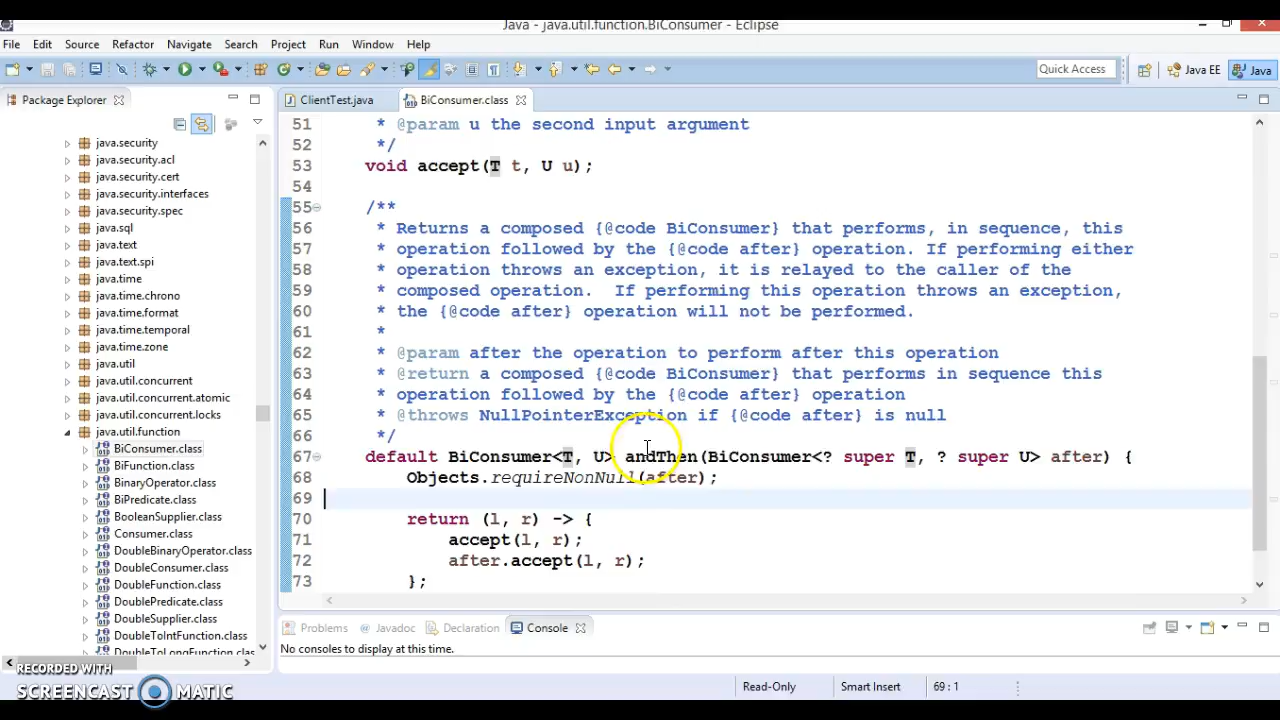 Java - java.util.function.BiConsumer - Eclipse
File Edit Source Refactor Navigate Search Project Run Window Help
Quick Access
Java EE
Java
Package Explorer
ClientTest.java
BiConsumer.class
java.security
java.security.acl
java.security.cert
java.security.interfaces
java.security.spec
java.sql
java.text
java.text.spi
java.time
java.time.chrono
java.time.format
java.time.temporal
java.time.zone
java.util
java.util.concurrent
java.util.concurrent.atomic
java.util.concurrent.locks
java.util.function
BiConsumer.class
BiFunction.class
BinaryOperator.class
BiPredicate.class
BooleanSupplier.class
Consumer.class
DoubleBinaryOperator.class
DoubleConsumer.class
DoubleFunction.class
DoublePredicate.class
DoubleSupplier.class
DoubleToIntFunction.class
DoubleToLongFunction.clas
51 * @param u the second input argument
52 */
53 void accept(T t, U u);
54
55 /**
56 * Returns a composed {@code BiConsumer} that performs, in sequence, this
57 * operation followed by the {@code after} operation. If performing either
58 * operation throws an exception, it is relayed to the caller of the
59 * composed operation.  If performing this operation throws an exception,
60 * the {@code after} operation will not be performed.
61 *
62 * @param after the operation to perform after this operation
63 * @return a composed {@code BiConsumer} that performs in sequence this
64 * operation followed by the {@code after} operation
65 * @throws NullPointerException if {@code after} is null
66 */
67 default BiConsumer<T, U> andThen(BiConsumer<? super T, ? super U> after) {
68 Objects.requireNonNull(after);
69
70 return (l, r) -> {
71 accept(l, r);
72 after.accept(l, r);
73 };
Problems @ Javadoc Declaration Console
No consoles to display at this time.
Read-Only Smart Insert 69 : 1
RECORDED WITH
SCREENCAST MATIC